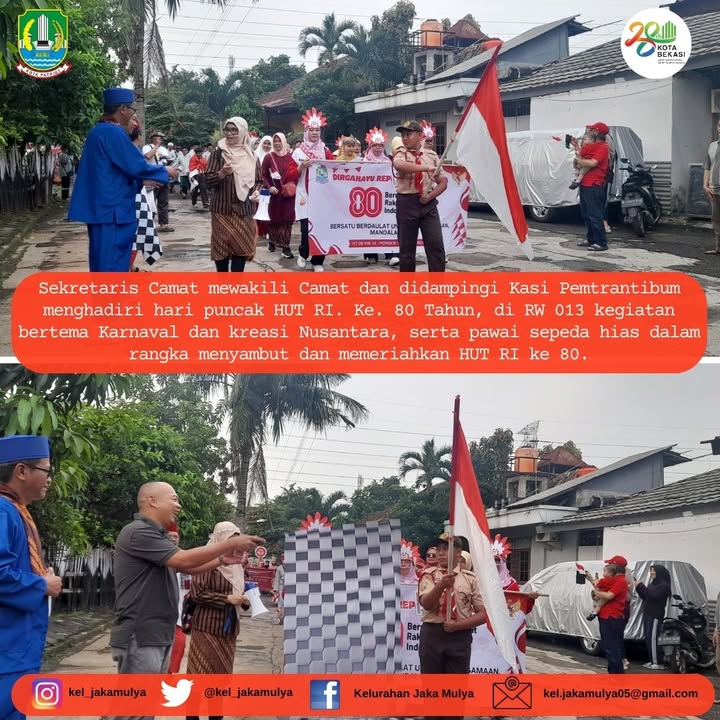 KOTA BEKASI
DIRGAHAYU REP
80
BERSATU BERDAULAT
MANDALA
Sekretaris Camat mewakili Camat dan didampingi Kasi Pemtrantibum
menghadiri hari puncak HUT RI. Ke. 80 Tahun, di RW 013 kegiatan
bertema Karnaval dan kreasi Nusantara, serta pawai sepeda hias dalam
rangka menyambut dan memeriahkan HUT RI ke 80.
kel_jakamulya
@kel_jakamulya
Kelurahan Jaka Mulya
kel.jakamulya05@gmail.com